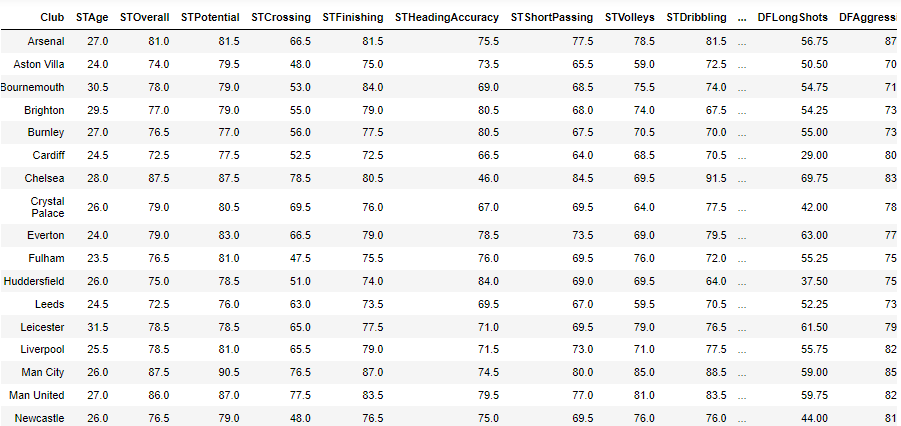 Club STAge STOverall STPotential STCrossing STFinishing STHeadingAccuracy STShortPassing STVolleys STDribbling ... DFLongShots DFAggressi
Arsenal 27.0 81.0 81.5 66.5 81.5 75.5 77.5 78.5 81.5 ... 56.75 87
Aston Villa 24.0 74.0 79.5 48.0 75.0 73.5 65.5 59.0 72.5 ... 50.50 70
Bournemouth 30.5 78.0 79.0 53.0 84.0 69.0 68.5 75.5 74.0 ... 54.75 71
Brighton 29.5 77.0 79.0 55.0 79.0 80.5 68.0 74.0 67.5 ... 54.25 73
Burnley 27.0 76.5 77.0 56.0 77.5 80.5 67.5 70.5 70.0 ... 55.00 73
Cardiff 24.5 72.5 77.5 52.5 72.5 66.5 64.0 68.5 70.5 ... 29.00 80
Chelsea 28.0 87.5 87.5 78.5 80.5 46.0 84.5 69.5 91.5 ... 69.75 83
Crystal
Palace 26.0 79.0 80.5 69.5 76.0 67.0 69.5 64.0 77.5 ... 42.00 78
Everton 24.0 79.0 83.0 66.5 79.0 78.5 73.5 69.0 79.5 ... 63.00 77
Fulham 23.5 76.5 81.0 47.5 75.5 76.0 69.5 76.0 72.0 ... 55.25 75
Huddersfield 26.0 75.0 78.5 51.0 74.0 84.0 69.0 69.5 64.0 ... 37.50 75
Leeds 24.5 72.5 76.0 63.0 73.5 69.5 67.0 59.5 70.5 ... 52.25 73
Leicester 31.5 78.5 78.5 65.0 77.5 71.0 69.5 79.0 76.5 ... 61.50 79
Liverpool 25.5 78.5 81.0 65.5 79.0 71.5 73.0 71.0 77.5 ... 55.75 82
Man City 26.0 87.5 90.5 76.5 87.0 74.5 80.0 85.0 88.5 ... 59.00 85
Man United 27.0 86.0 87.0 77.5 83.5 79.5 77.0 81.0 83.5 ... 59.75 82
Newcastle 26.0 76.5 79.0 48.0 76.5 75.0 69.5 76.0 76.0 ... 44.00 81